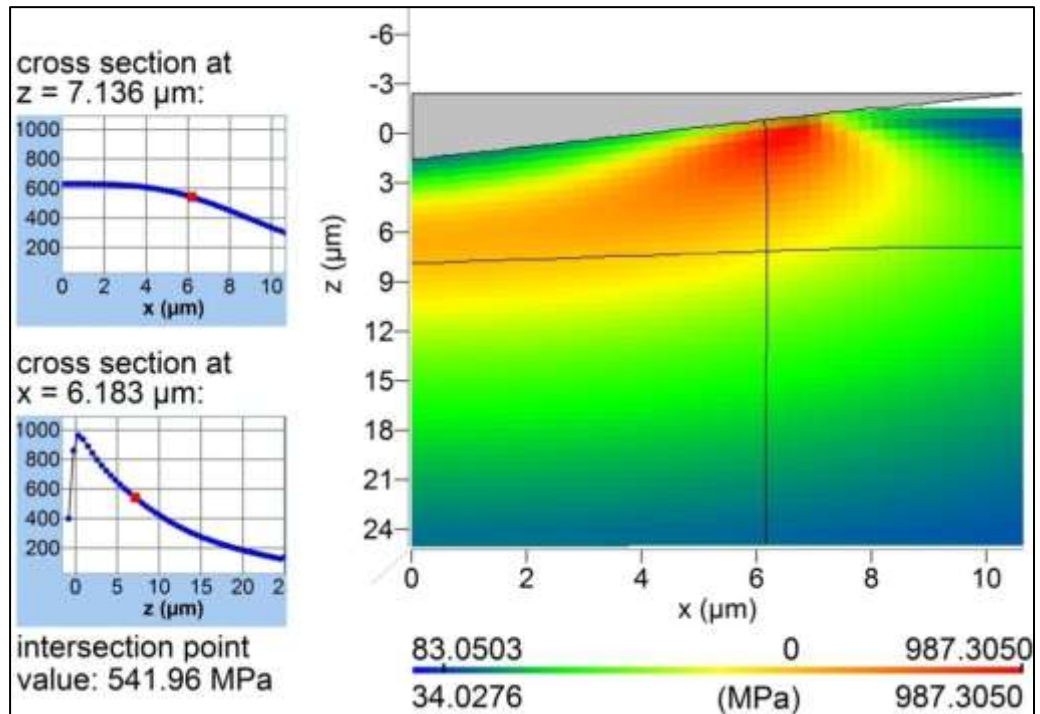 cross section at
z = 7.136 µm:
1000
800
600
400
200
0 2 4 6 8 10
x (µm)
cross section at
x = 6.183 µm:
1000
800
600
400
200
0 5 10 15 20 25
z (µm)
intersection point
value: 541.96 MPa
-6
-3
0
3
6
9
12
15
18
21
24
z (µm)
0 2 4 6 8 10
x (µm)
83.0503 0 987.3050
34.0276 (MPa) 987.3050